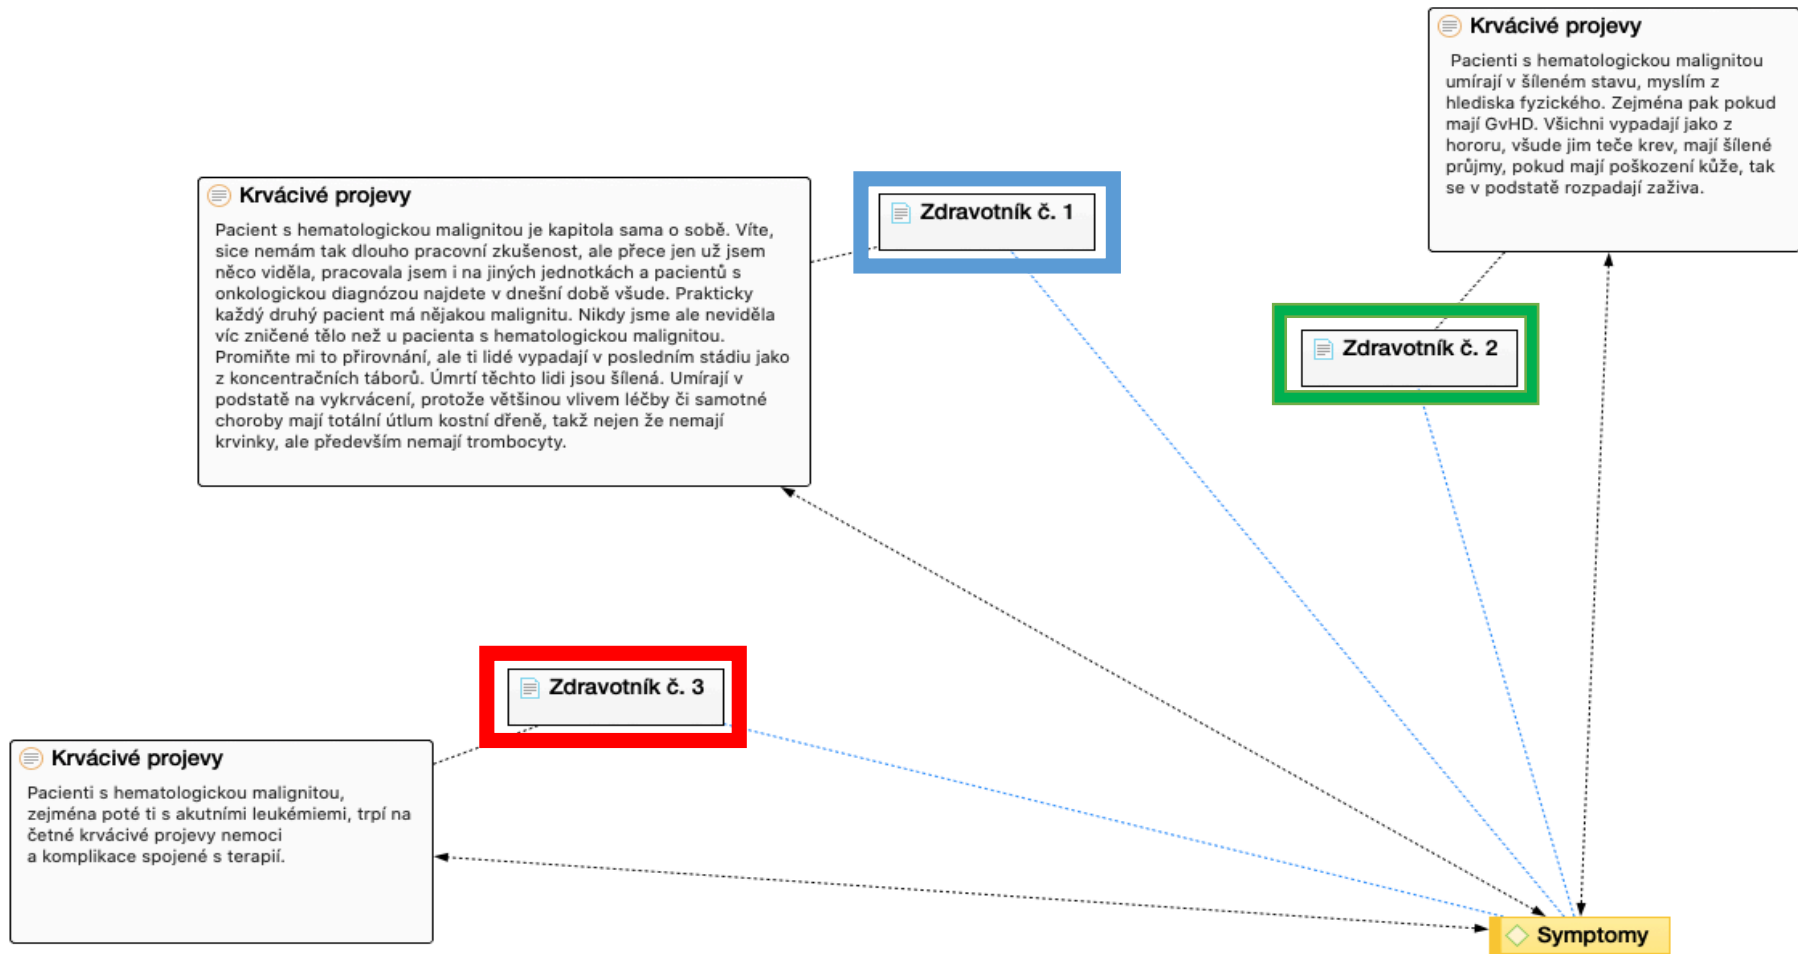 Krvácivé projevy
Pacienti s hematologickou malignitou
umírají v šíleném stavu, myslím z
hlediska fyzického. Zejména pak pokud
mají GvHD. Všichni vypadají jako z
hororu, všude jim teče krev, mají šílené
průjmy, pokud mají poškození kůže, tak
se v podstatě rozpadají zaživa.
Krvácivé projevy
Pacient s hematologickou malignitou je kapitola sama o sobě. Víte,
sice nemám tak dlouho pracovní zkušenost, ale přece jen už jsem
něco viděla, pracovala jsem i na jiných jednotkách a pacientů s
onkologickou diagnózou najdete v dnešní době všude. Prakticky
každý druhý pacient má nějakou malignitu. Nikdy jsme ale neviděla
víc zničené tělo než u pacienta s hematologickou malignitou.
Promiňte mi to přirovnání, ale ti lidé vypadají v posledním stádiu jako
z koncentračních táborů. Úmrtí těchto lidi jsou šílená. Umírají v
podstatě na vykrvácení, protože většinou vlivem léčby či samotné
choroby mají totální útlum kostní dřeně, takž nejen že nemají
krvinky, ale především nemají trombocyty.
Zdravotník č. 1
Zdravotník č. 2
Zdravotník č. 3
Krvácivé projevy
Pacienti s hematologickou malignitou,
zejména poté ti s akutními leukémiemi, trpí na
četné krvácivé projevy nemoci
a komplikace spojené s terapií.
Symptomy